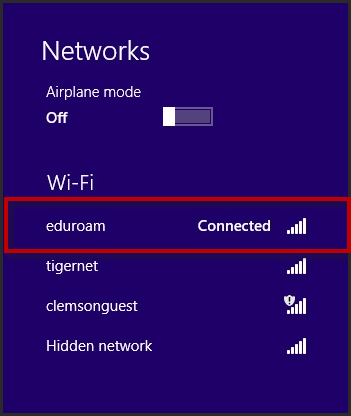 Networks
Airplane mode
Off
Wi-Fi
eduroam Connected
tigernet
clemsonguest
Hidden network